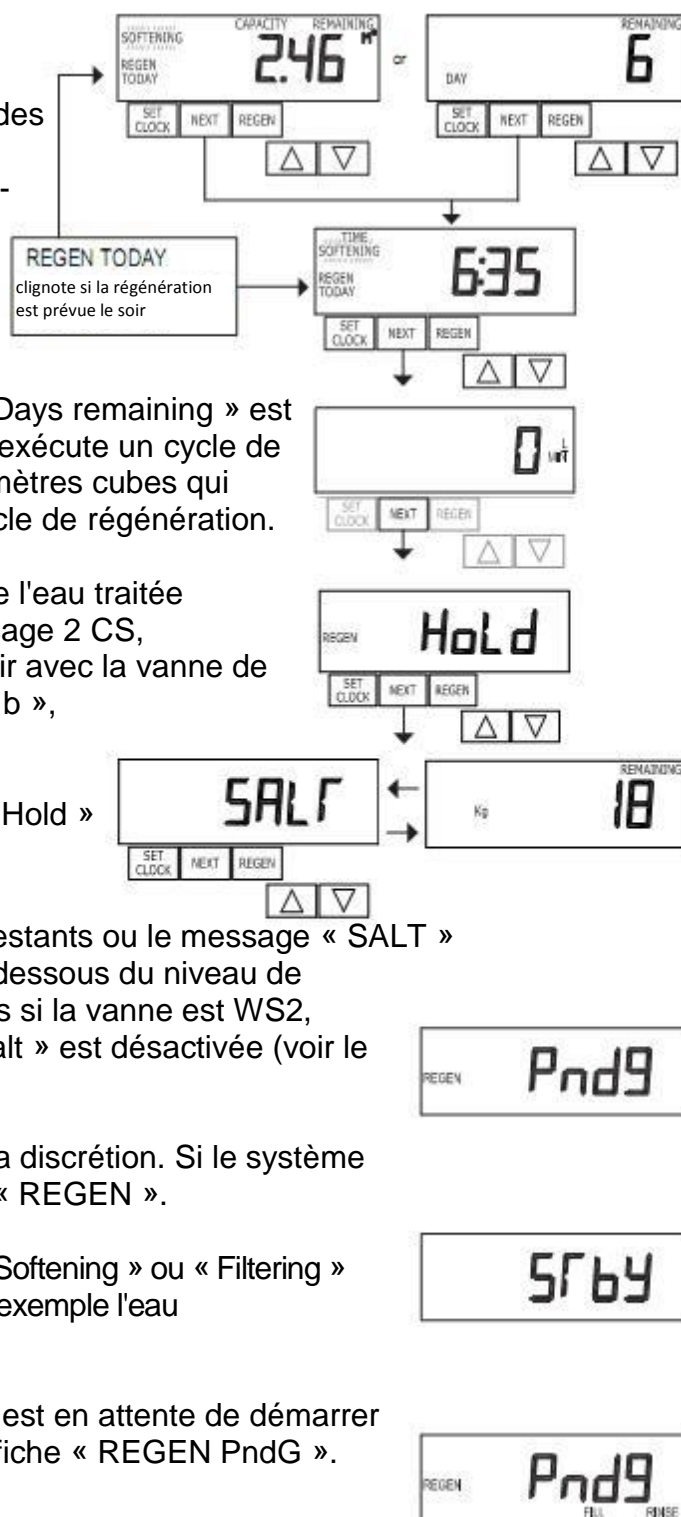 CAPACITY REMAINING
SOFTENING
2.46 m³
REGEN
TODAY
SET
CLOCK
NEXT
REGEN
or
REMAINING
DAY
6
SET
CLOCK
NEXT
REGEN
des
-
REGEN TODAY
clignote si la régénération
est prévue le soir
TIME
SOFTENING
REGEN
TODAY
6:35
SET
CLOCK
NEXT
REGEN
Days remaining » est
exécute un cycle de
mètres cubes qui
cle de régénération.
0
L
SET
CLOCK
NEXT
REGEN
e l'eau traitée
age 2 CS,
ir avec la vanne de
b »,
REGEN
HoLd
SET
CLOCK
NEXT
REGEN
Hold »
SALT
SET
CLOCK
NEXT
REGEN
REMAINING
Kg
18
estants ou le message « SALT »
dessous du niveau de
s si la vanne est WS2,
alt » est désactivée (voir le
REGEN
Pndg
a discrétion. Si le système
« REGEN ».
Softening » ou « Filtering »
exemple l'eau
STbY
est en attente de démarrer
fiche « REGEN PndG ».
REGEN
Pndg
FILL RINSE